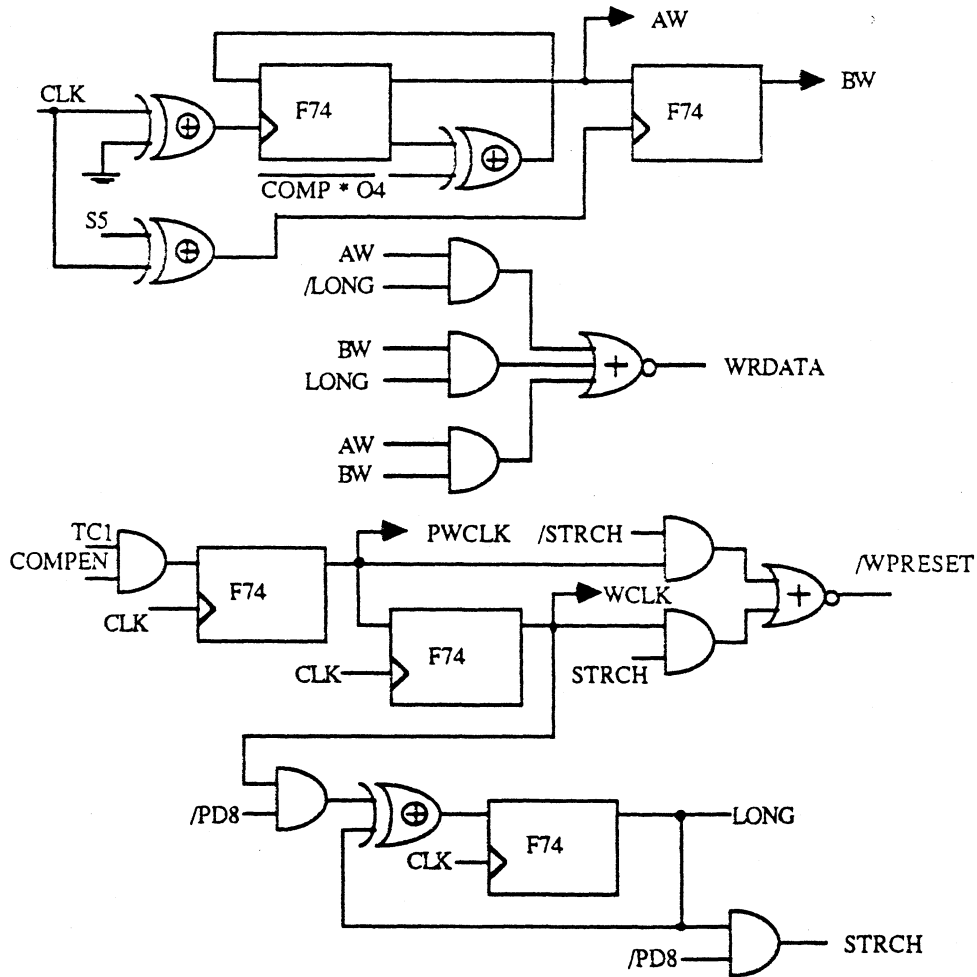 AW
CLK
F74
F74
BW
COMP * O4
S5
AW
/LONG
BW
LONG
WRDATA
AW
BW
TC1
COMPEN
PWCLK
/STRCH
/WPRESET
F74
CLK
WCLK
F74
CLK
STRCH
/PD8
LONG
F74
CLK
/PD8
STRCH